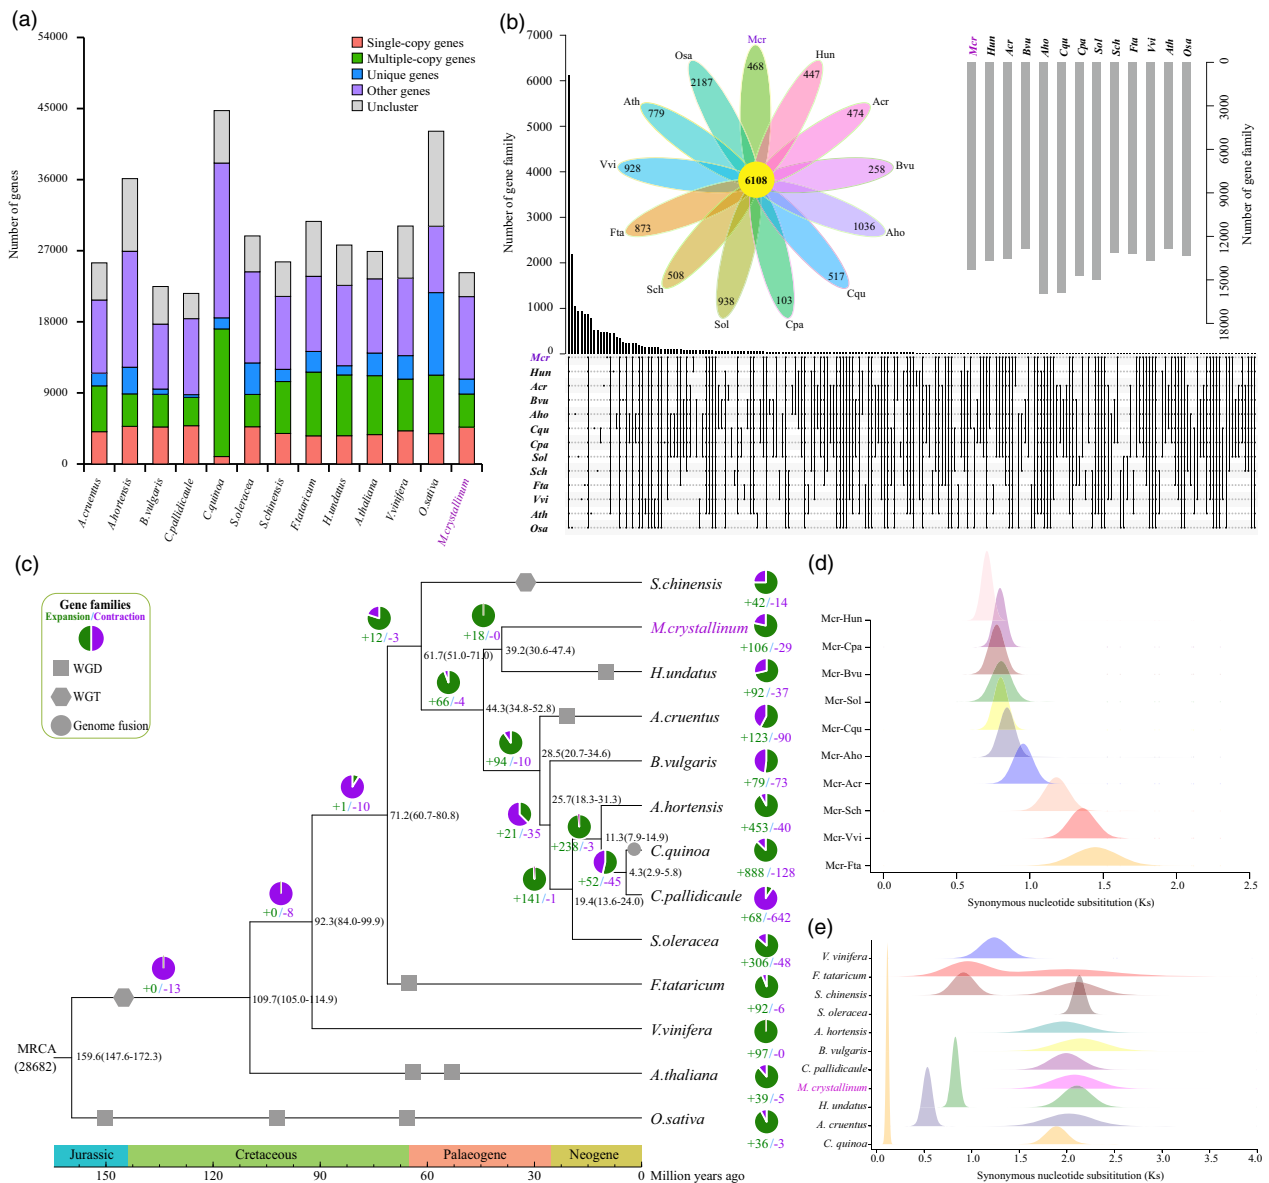 (a)
54000
45000
36000
27000
18000
9000
0
Number of genes
Single-copy genes
Multiple-copy genes
Unique genes
Other genes
Uncluster
A.cruentus
A.hortensis
B.vulgaris
C.pallidicaule
C.quinoa
S.oleracea
S.chinensis
F.tataricum
H.undatus
A.thaliana
V.vinifera
O.sativa
M.crystallinum
(b)
7000
6000
5000
4000
3000
2000
1000
0
Number of gene family
Mcr
468
Hun
447
Acr
474
Bvu
258
Aho
1036
Cqu
517
Cpa
103
Sol
938
Sch
508
Fta
873
Vvi
928
Ath
779
Osa
2187
6108
Mcr Hun Acr Bvu Aho Cqu Cpa Sol Sch Fta Vvi Ath Osa
0
3000
6000
9000
12000
15000
18000
Number of gene family
Mcr
Hun
Acr
Bvu
Aho
Cqu
Cpa
Sol
Sch
Fta
Vvi
Ath
Osa
(c)
Gene families
Expansion/Contraction
WGD
WGT
Genome fusion
MRCA
(28682)
159.6(147.6-172.3)
+0/-13
109.7(105.0-114.9)
+0/-8
92.3(84.0-99.9)
+1/-10
71.2(60.7-80.8)
+12/-3
61.7(51.0-71.0)
+66/-4
+18/-0
39.2(30.6-47.4)
44.3(34.8-52.8)
+94/-10
28.5(20.7-34.6)
+21/-35
25.7(18.3-31.3)
+238/-3
11.3(7.9-14.9)
+52/-45
4.3(2.9-5.8)
+141/-1
19.4(13.6-24.0)
S.chinensis
+42/-14
M.crystallinum
+106/-29
H.undatus
+92/-37
A.cruentus
+123/-90
B.vulgaris
+79/-73
A.hortensis
+453/-40
C.quinoa
+888/-128
C.pallidicaule
+68/-642
S.oleracea
+306/-48
F.tataricum
+92/-6
V.vinifera
+97/-0
A.thaliana
+39/-5
O.sativa
+36/-3
Jurassic
Cretaceous
Palaeogene
Neogene
150
120
90
60
30
0
Million years ago
(d)
Mcr-Hun
Mcr-Cpa
Mcr-Bvu
Mcr-Sol
Mcr-Cqu
Mcr-Aho
Mcr-Acr
Mcr-Sch
Mcr-Vvi
Mcr-Fta
0.0 0.5 1.0 1.5 2.0 2.5
Synonymous nucleotide subsititution (Ks)
(e)
V. vinifera
F. tataricum
S. chinensis
S. oleracea
A. hortensis
B. vulgaris
C. pallidicaule
M. crystallinum
H. undatus
A. cruentus
C. quinoa
0.0 0.5 1.0 1.5 2.0 2.5 3.0 3.5 4.0
Synonymous nucleotide subsititution (Ks)